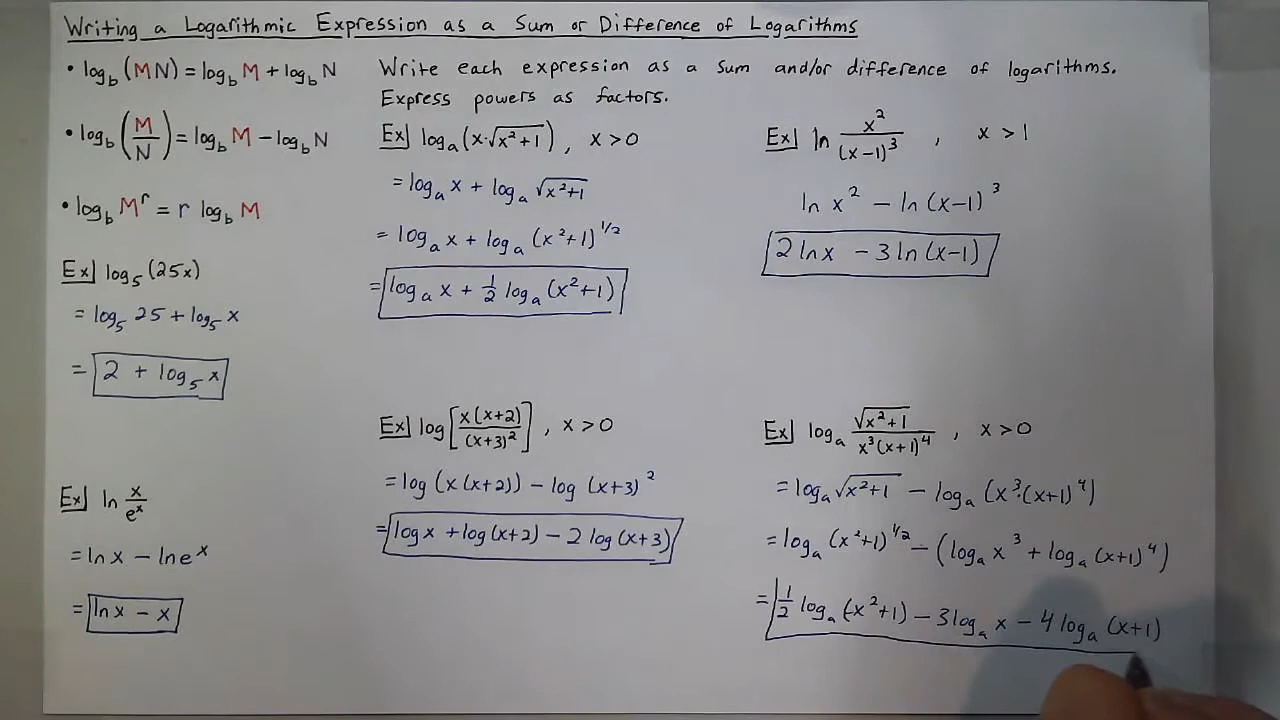 Writing a Logarithmic Expression as a Sum or Difference of Logarithms
• log_b (MN) = log_b M + log_b N
• log_b (M/N) = log_b M − log_b N
• log_b M^r = r log_b M
Ex] log_5 (25x)
= log_5 25 + log_5 x
= 2 + log_5 x
Ex] ln x/e^x
= ln x − ln e^x
= ln x − x
Write each expression as a sum and/or difference of logarithms.
Express powers as factors.
Ex] log_a (x·√(x²+1)), x > 0
= log_a x + log_a √(x²+1)
= log_a x + log_a (x²+1)^(1/2)
= log_a x + 1/2 log_a (x²+1)
Ex] log [x(x+2)/(x+3)²], x > 0
= log (x(x+2)) − log (x+3)²
= log x + log (x+2) − 2 log (x+3)
Ex] ln x²/(x−1)³, x > 1
ln x² − ln (x−1)³
2 ln x − 3 ln (x−1)
Ex] log_a √(x²+1)/x³(x+1)⁴, x > 0
= log_a √(x²+1) − log_a (x³·(x+1)⁴)
= log_a (x²+1)^(1/2) − (log_a x³ + log_a (x+1)⁴)
= 1/2 log_a (x²+1) − 3 log_a x − 4 log_a (x+1)